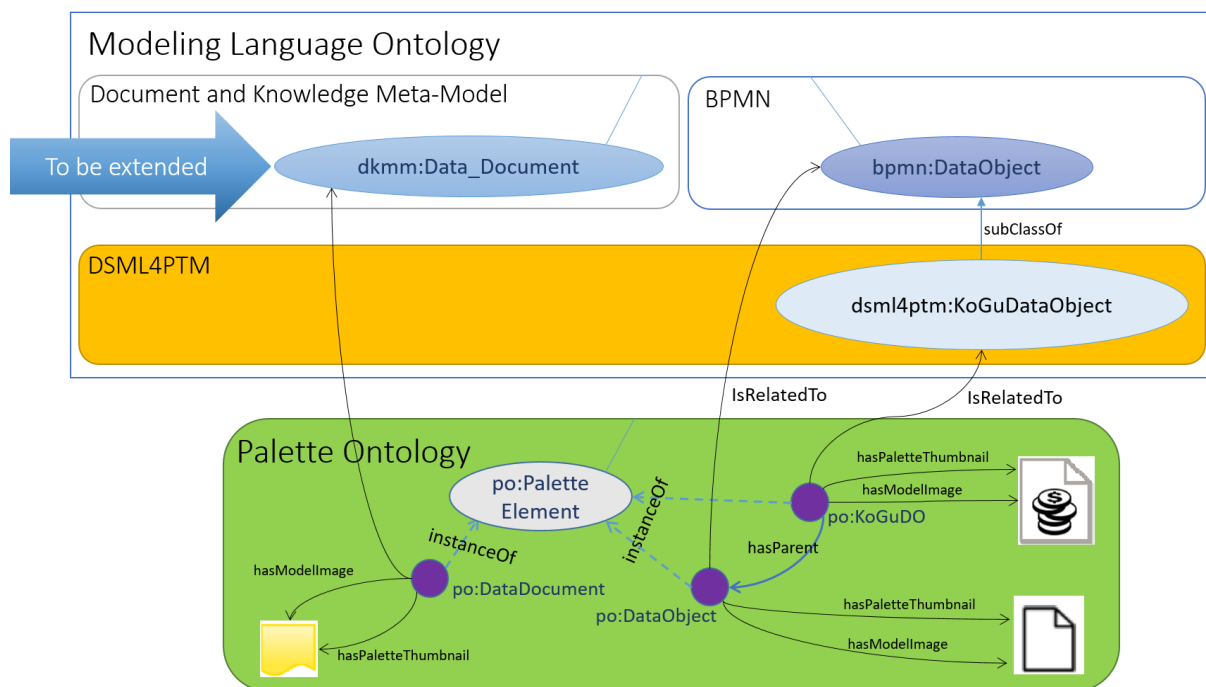 Modeling Language Ontology
Document and Knowledge Meta-Model
BPMN
To be extended
dkmm:Data_Document
bpmn:DataObject
subClassOf
DSML4PTM
dsml4ptm:KoGuDataObject
IsRelatedTo
IsRelatedTo
Palette Ontology
po:Palette
Element
instanceOf
instanceOf
hasPaletteThumbnail
hasModelImage
po:KoGuDO
hasParent
hasModelImage
po:DataDocument
po:DataObject
hasPaletteThumbnail
hasModelImage
hasPaletteThumbnail
$